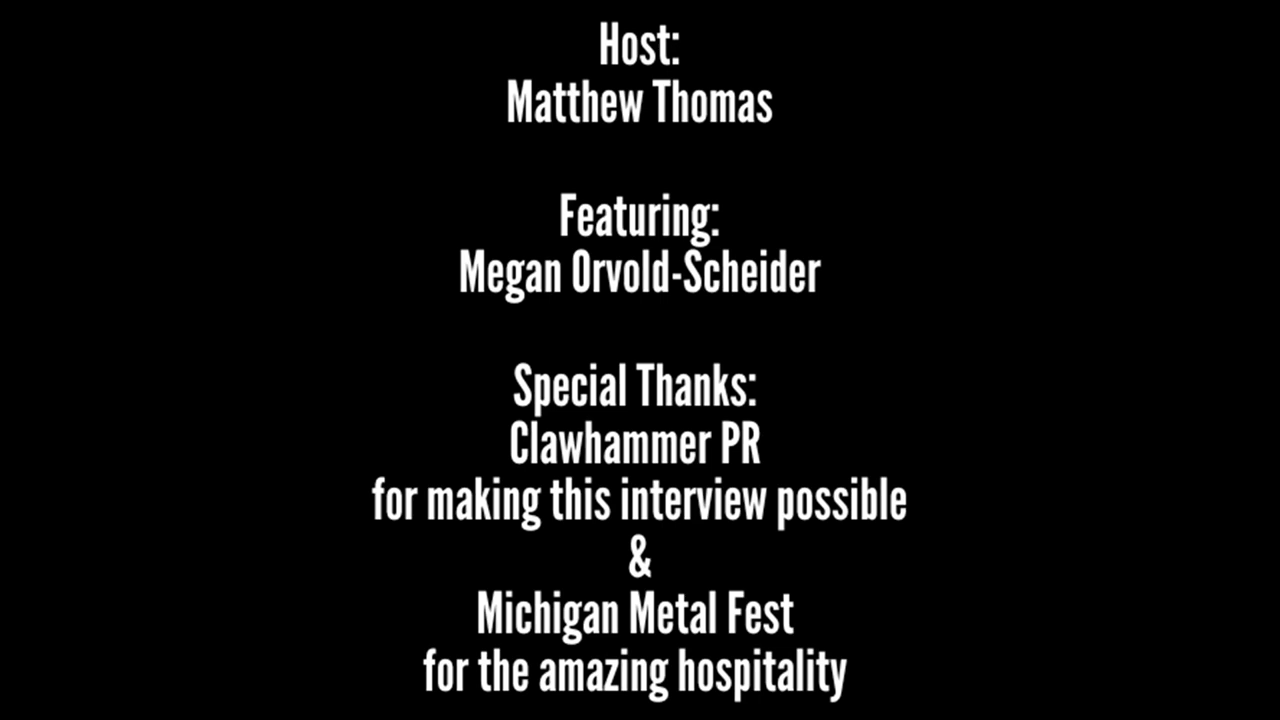 Host:
Matthew Thomas
Featuring:
Megan Orvold-Scheider
Special Thanks:
Clawhammer PR
for making this interview possible
&
Michigan Metal Fest
for the amazing hospitality